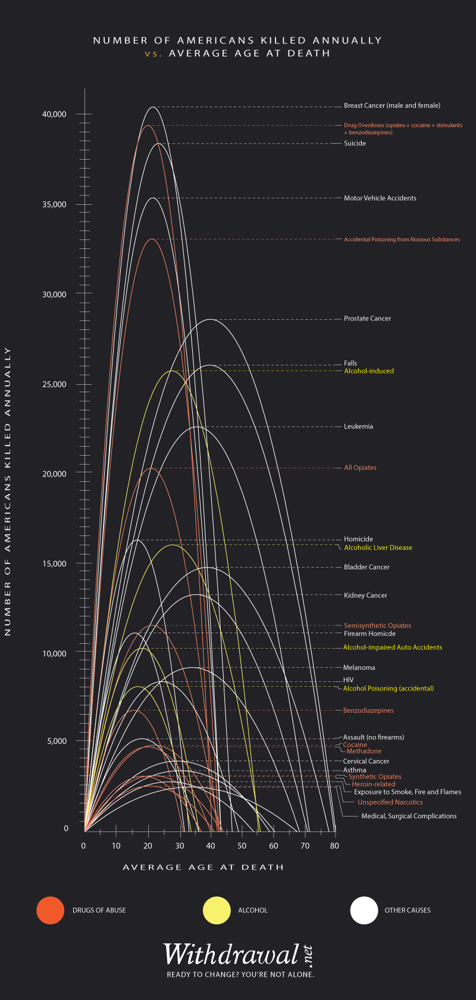 NUMBER OF AMERICANS KILLED ANNUALLY
vs. AVERAGE AGE AT DEATH
NUMBER OF AMERICANS KILLED ANNUALLY
40,000
35,000
30,000
25,000
20,000
15,000
10,000
5,000
0
Breast Cancer (male and female)
Drug Overdoses (opiates + cocaine + stimulants
+ benzodiazepines)
Suicide
Motor Vehicle Accidents
Accidental Poisoning from Noxious Substances
Prostate Cancer
Falls
Alcohol-induced
Leukemia
All Opiates
Homicide
Alcoholic Liver Disease
Bladder Cancer
Kidney Cancer
Semisynthetic Opiates
Firearm Homicde
Alcohol-impaired Auto Accidents
Melanoma
HIV
Alcohol Poisoning (accidental)
Benzodiazepines
Assault (no firearms)
Cocaine
Methadone
Cervical Cancer
Asthma
Synthetic Opiates
Heroin-related
Exposure to Smoke, Fire and Flames
Unspecified Narcotics
Medical, Surgical Complications
0 10 20 30 40 50 60 70 80
AVERAGE AGE AT DEATH
DRUGS OF ABUSE
ALCOHOL
OTHER CAUSES
Withdrawal.net
READY TO CHANGE? YOU'RE NOT ALONE.